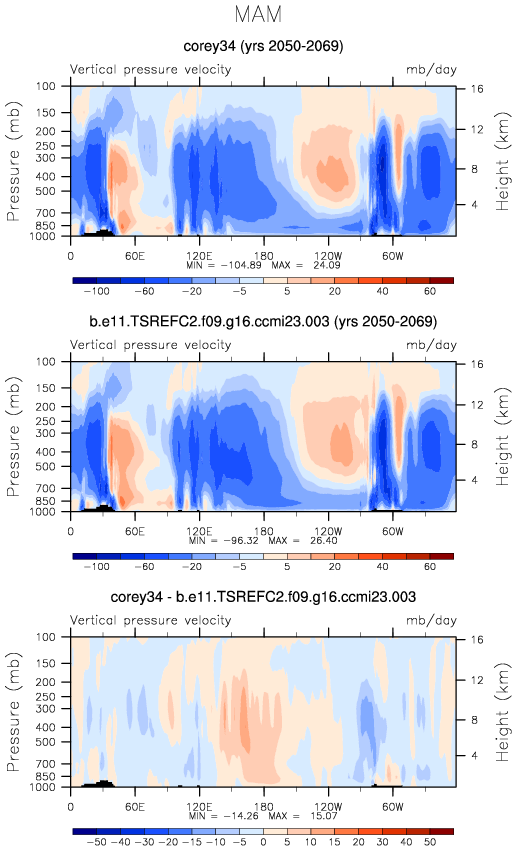 MAM
corey34 (yrs 2050-2069)
Vertical pressure velocity mb/day
Pressure (mb)
100
150
200
250
300
400
500
700
850
1000
16
12
8
4
Height (km)
0 60E 120E 180 120W 60W
MIN = -104.89 MAX = 24.09
-100 -60 -20 -5 5 20 40 60
b.e11.TSREFC2.f09.g16.ccmi23.003 (yrs 2050-2069)
Vertical pressure velocity mb/day
Pressure (mb)
100
150
200
250
300
400
500
700
850
1000
16
12
8
4
Height (km)
0 60E 120E 180 120W 60W
MIN = -96.32 MAX = 26.40
-100 -60 -20 -5 5 20 40 60
corey34 - b.e11.TSREFC2.f09.g16.ccmi23.003
Vertical pressure velocity mb/day
Pressure (mb)
100
150
200
250
300
400
500
700
850
1000
16
12
8
4
Height (km)
0 60E 120E 180 120W 60W
MIN = -14.26 MAX = 15.07
-50 -40 -30 -20 -15 -10 -5 0 5 10 15 20 30 40 50